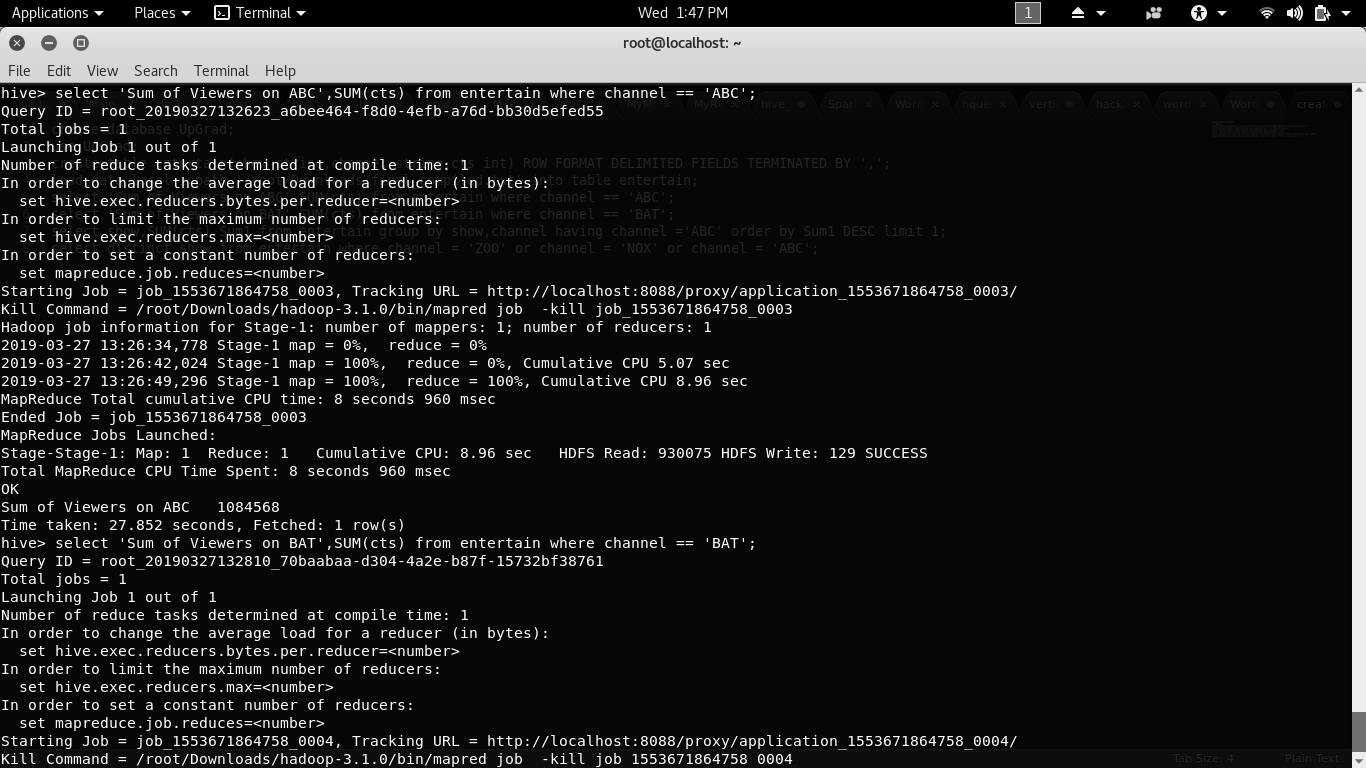 Applications Places Terminal Wed 1:47 PM 1
root@localhost: ~
File Edit View Search Terminal Help
hive> select 'Sum of Viewers on ABC',SUM(cts) from entertain where channel == 'ABC';
Query ID = root_20190327132623_a6bee464-f8d0-4efb-a76d-bb30d5efed55
Total jobs = 1
Launching Job 1 out of 1
Number of reduce tasks determined at compile time: 1
In order to change the average load for a reducer (in bytes):
  set hive.exec.reducers.bytes.per.reducer=<number>
In order to limit the maximum number of reducers:
  set hive.exec.reducers.max=<number>
In order to set a constant number of reducers:
  set mapreduce.job.reduces=<number>
Starting Job = job_1553671864758_0003, Tracking URL = http://localhost:8088/proxy/application_1553671864758_0003/
Kill Command = /root/Downloads/hadoop-3.1.0/bin/mapred job  -kill job_1553671864758_0003
Hadoop job information for Stage-1: number of mappers: 1; number of reducers: 1
2019-03-27 13:26:34,778 Stage-1 map = 0%,  reduce = 0%
2019-03-27 13:26:42,024 Stage-1 map = 100%,  reduce = 0%, Cumulative CPU 5.07 sec
2019-03-27 13:26:49,296 Stage-1 map = 100%,  reduce = 100%, Cumulative CPU 8.96 sec
MapReduce Total cumulative CPU time: 8 seconds 960 msec
Ended Job = job_1553671864758_0003
MapReduce Jobs Launched:
Stage-Stage-1: Map: 1  Reduce: 1   Cumulative CPU: 8.96 sec   HDFS Read: 930075 HDFS Write: 129 SUCCESS
Total MapReduce CPU Time Spent: 8 seconds 960 msec
OK
Sum of Viewers on ABC	1084568
Time taken: 27.852 seconds, Fetched: 1 row(s)
hive> select 'Sum of Viewers on BAT',SUM(cts) from entertain where channel == 'BAT';
Query ID = root_20190327132810_70baabaa-d304-4a2e-b87f-15732bf38761
Total jobs = 1
Launching Job 1 out of 1
Number of reduce tasks determined at compile time: 1
In order to change the average load for a reducer (in bytes):
  set hive.exec.reducers.bytes.per.reducer=<number>
In order to limit the maximum number of reducers:
  set hive.exec.reducers.max=<number>
In order to set a constant number of reducers:
  set mapreduce.job.reduces=<number>
Starting Job = job_1553671864758_0004, Tracking URL = http://localhost:8088/proxy/application_1553671864758_0004/
Kill Command = /root/Downloads/hadoop-3.1.0/bin/mapred job  -kill job_1553671864758_0004
Tab Size: 4 Plain Text